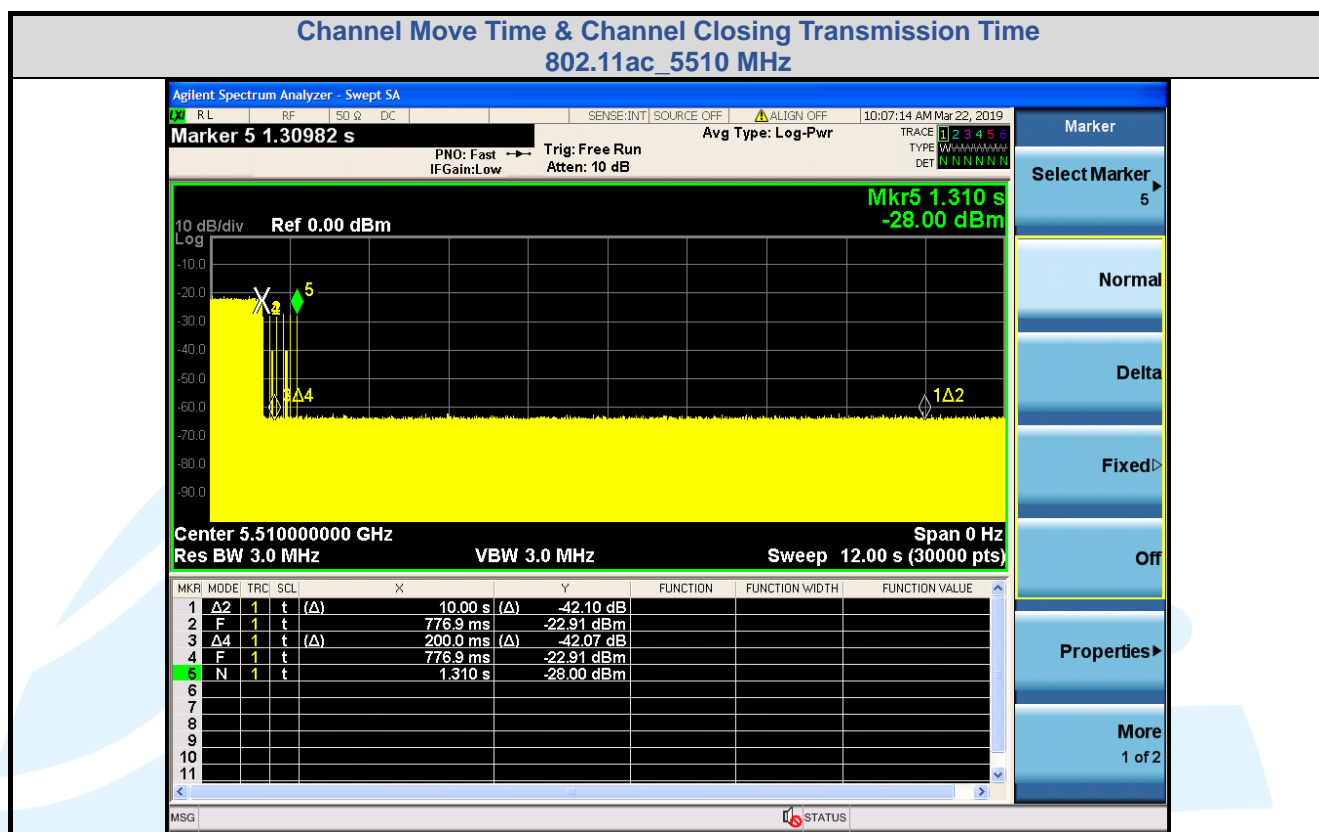 Channel Move Time & Channel Closing Transmission Time
802.11ac_5510 MHz
Agilent Spectrum Analyzer - Swept SA
LXI RL RF 50 Ω DC SENSE:INT SOURCE OFF ALIGN OFF 10:07:14 AM Mar 22, 2019
Marker 5 1.30982 s
PNO: Fast
IFGain:Low
Trig: Free Run
Atten: 10 dB
Avg Type: Log-Pwr
TRACE 1 2 3 4 5 6
TYPE WWWWWW
DET N N N N N N
Mkr5 1.310 s
-28.00 dBm
10 dB/div Ref 0.00 dBm
Log
-10.0
-20.0
-30.0
-40.0
-50.0
-60.0
-70.0
-80.0
-90.0
5
3Δ4
1Δ2
Center 5.510000000 GHz Span 0 Hz
Res BW 3.0 MHz VBW 3.0 MHz Sweep 12.00 s (30000 pts)
MKR MODE TRC SCL X Y FUNCTION FUNCTION WIDTH FUNCTION VALUE
1 Δ2 1 t (Δ) 10.00 s (Δ) -42.10 dB
2 F 1 t 776.9 ms -22.91 dBm
3 Δ4 1 t (Δ) 200.0 ms (Δ) -42.07 dB
4 F 1 t 776.9 ms -22.91 dBm
5 N 1 t 1.310 s -28.00 dBm
6
7
8
9
10
11
MSG STATUS
Marker
Select Marker
5
Normal
Delta
Fixed
Off
Properties
More
1 of 2